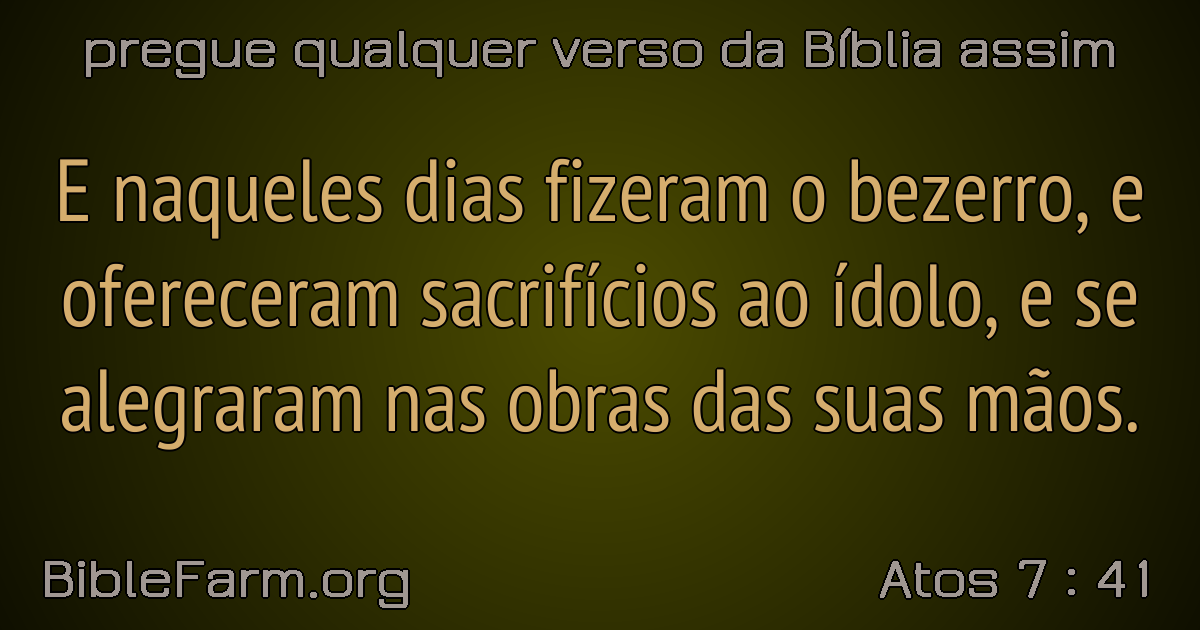 pregue qualquer verso da Bíblia assim
E naqueles dias fizeram o bezerro, e
ofereceram sacrifícios ao ídolo, e se
alegraram nas obras das suas mãos.
BibleFarm.org
Atos 7 : 41